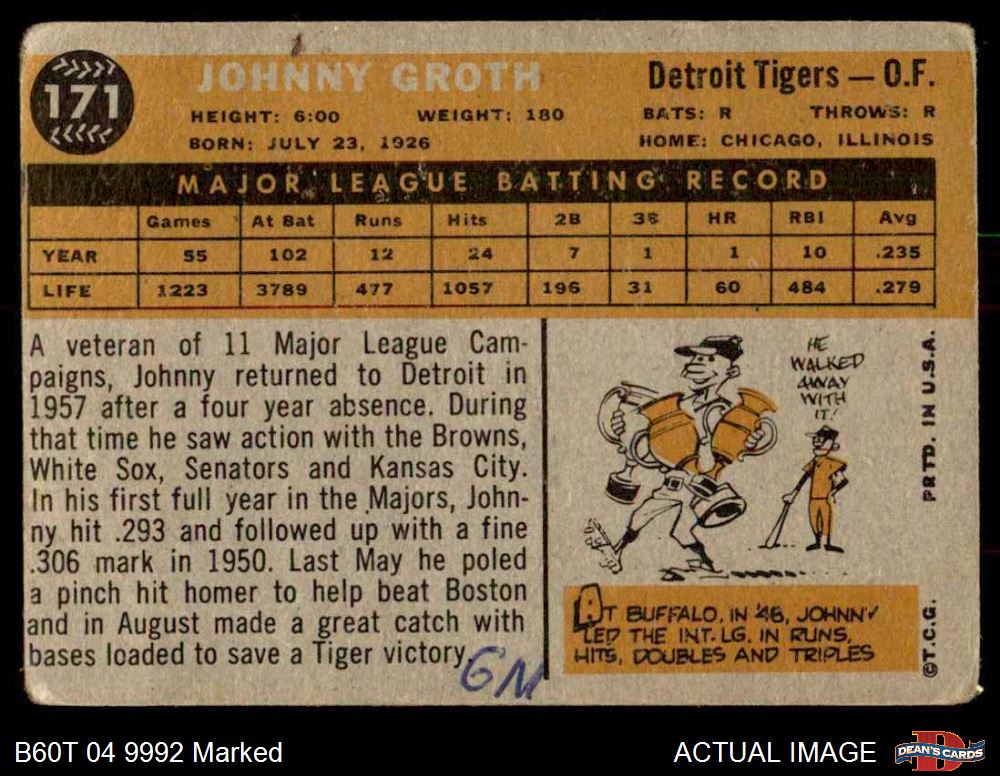 171
JOHNNY GROTH
Detroit Tigers — O.F.
HEIGHT: 6:00 WEIGHT: 180 BATS: R THROWS: R
BORN: JULY 23, 1926 HOME: CHICAGO, ILLINOIS
MAJOR LEAGUE BATTING RECORD
Games At Bat Runs Hits 2B 3B HR RBI Avg
YEAR 55 102 12 24 7 1 1 10 .235
LIFE 1223 3789 477 1057 196 31 60 484 .279
A veteran of 11 Major League Cam-
paigns, Johnny returned to Detroit in
1957 after a four year absence. During
that time he saw action with the Browns,
White Sox, Senators and Kansas City.
In his first full year in the Majors, John-
ny hit .293 and followed up with a fine
.306 mark in 1950. Last May he poled
a pinch hit homer to help beat Boston
and in August made a great catch with
bases loaded to save a Tiger victory.
GM
HE
WALKED
AWAY
WITH
IT!
AT BUFFALO, IN '46, JOHNNY
LED THE INT. LG. IN RUNS,
HITS, DOUBLES AND TRIPLES
©T.C.G. PRTD. IN U.S.A.
B60T 04 9992 Marked
ACTUAL IMAGE
DEAN'S CARDS